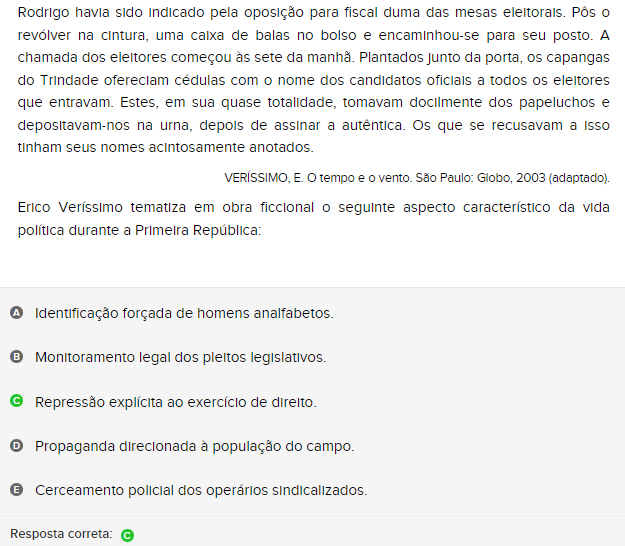 Rodrigo havia sido indicado pela oposição para fiscal duma das mesas eleitorais. Pôs o
revólver na cintura, uma caixa de balas no bolso e encaminhou-se para seu posto. A
chamada dos eleitores começou às sete da manhã. Plantados junto da porta, os capangas
do Trindade ofereciam cédulas com o nome dos candidatos oficiais a todos os eleitores
que entravam. Estes, em sua quase totalidade, tomavam docilmente dos papeluchos e
depositavam-nos na urna, depois de assinar a autêntica. Os que se recusavam a isso
tinham seus nomes acintosamente anotados.
VERÍSSIMO, E. O tempo e o vento. São Paulo: Globo, 2003 (adaptado).
Erico Veríssimo tematiza em obra ficcional o seguinte aspecto característico da vida
política durante a Primeira República:
A Identificação forçada de homens analfabetos.
B Monitoramento legal dos pleitos legislativos.
C Repressão explícita ao exercício de direito.
D Propaganda direcionada à população do campo.
E Cerceamento policial dos operários sindicalizados.
Resposta correta: C